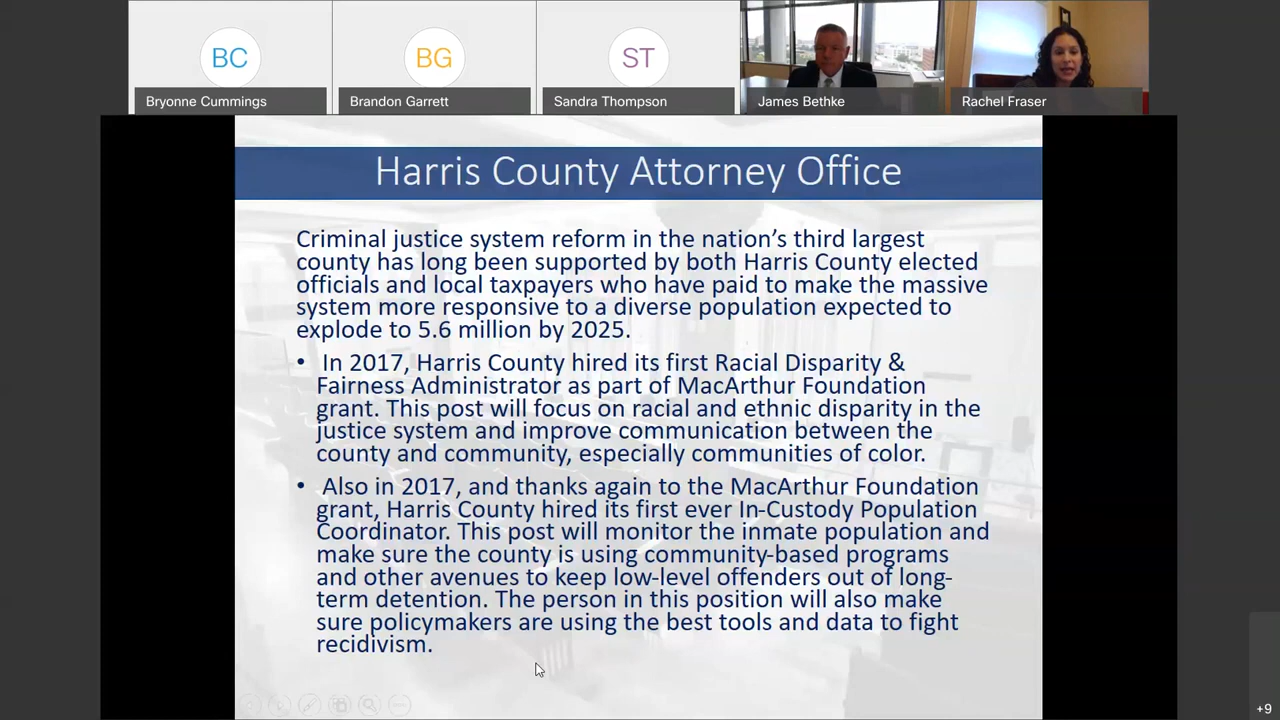 BC
BG
ST
Bryonne Cummings
Brandon Garrett
Sandra Thompson
James Bethke
Rachel Fraser
Harris County Attorney Office
Criminal justice system reform in the nation's third largest
county has long been supported by both Harris County elected
officials and local taxpayers who have paid to make the massive
system more responsive to a diverse population expected to
explode to 5.6 million by 2025.
• In 2017, Harris County hired its first Racial Disparity &
Fairness Administrator as part of MacArthur Foundation
grant. This post will focus on racial and ethnic disparity in the
justice system and improve communication between the
county and community, especially communities of color.
• Also in 2017, and thanks again to the MacArthur Foundation
grant, Harris County hired its first ever In-Custody Population
Coordinator. This post will monitor the inmate population and
make sure the county is using community-based programs
and other avenues to keep low-level offenders out of long-
term detention. The person in this position will also make
sure policymakers are using the best tools and data to fight
recidivism.
+9